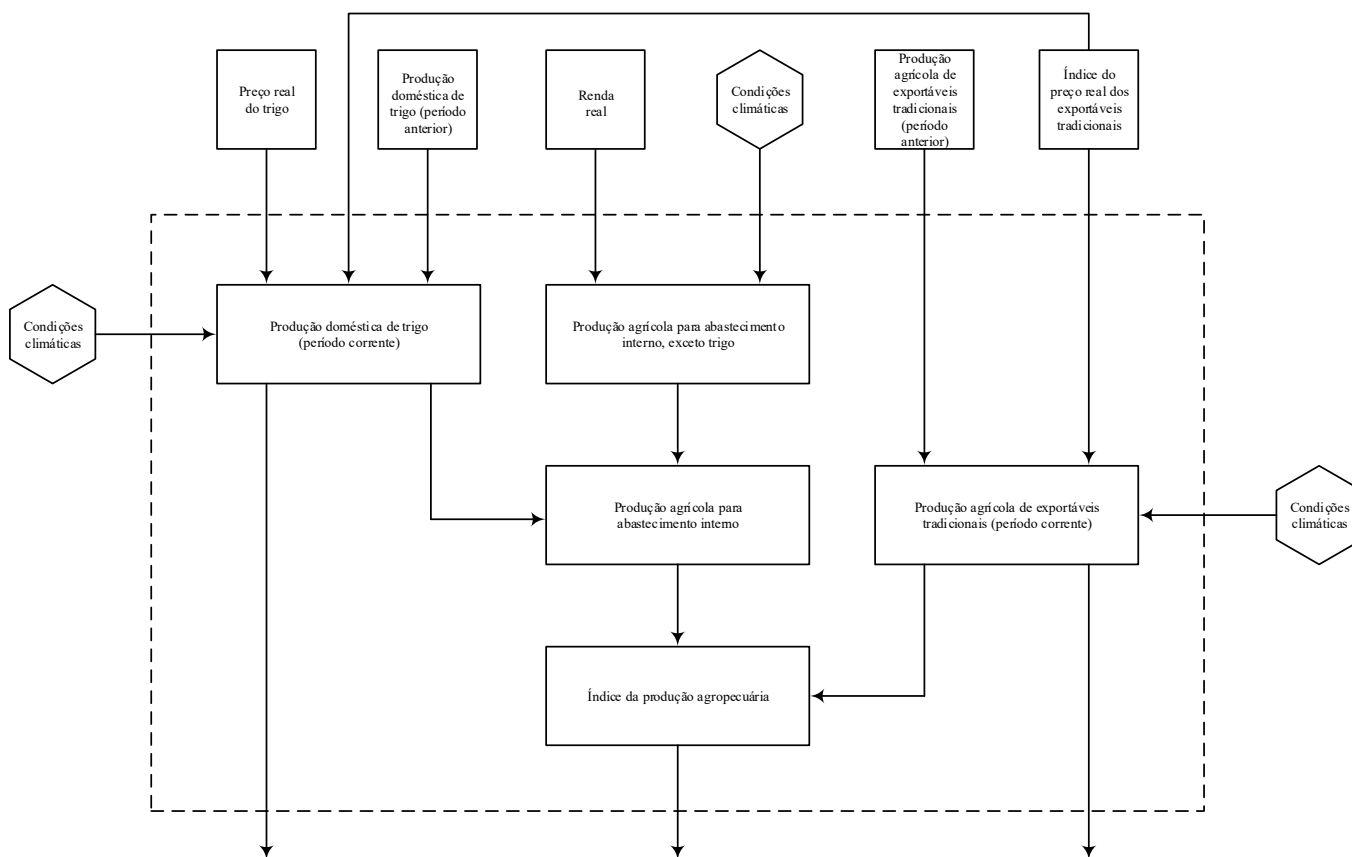 Preço real
do trigo
Produção
doméstica de
trigo (período
anterior)
Renda
real
Condições
climáticas
Produção
agrícola de
exportáveis
tradicionais
(período
anterior)
Índice do
preço real dos
exportáveis
tradicionais
Condições
climáticas
Produção doméstica de trigo
(período corrente)
Produção agrícola para abastecimento
interno, exceto trigo
Produção agrícola para
abastecimento interno
Produção agrícola de exportáveis
tradicionais (período corrente)
Condições
climáticas
Índice da produção agropecuária